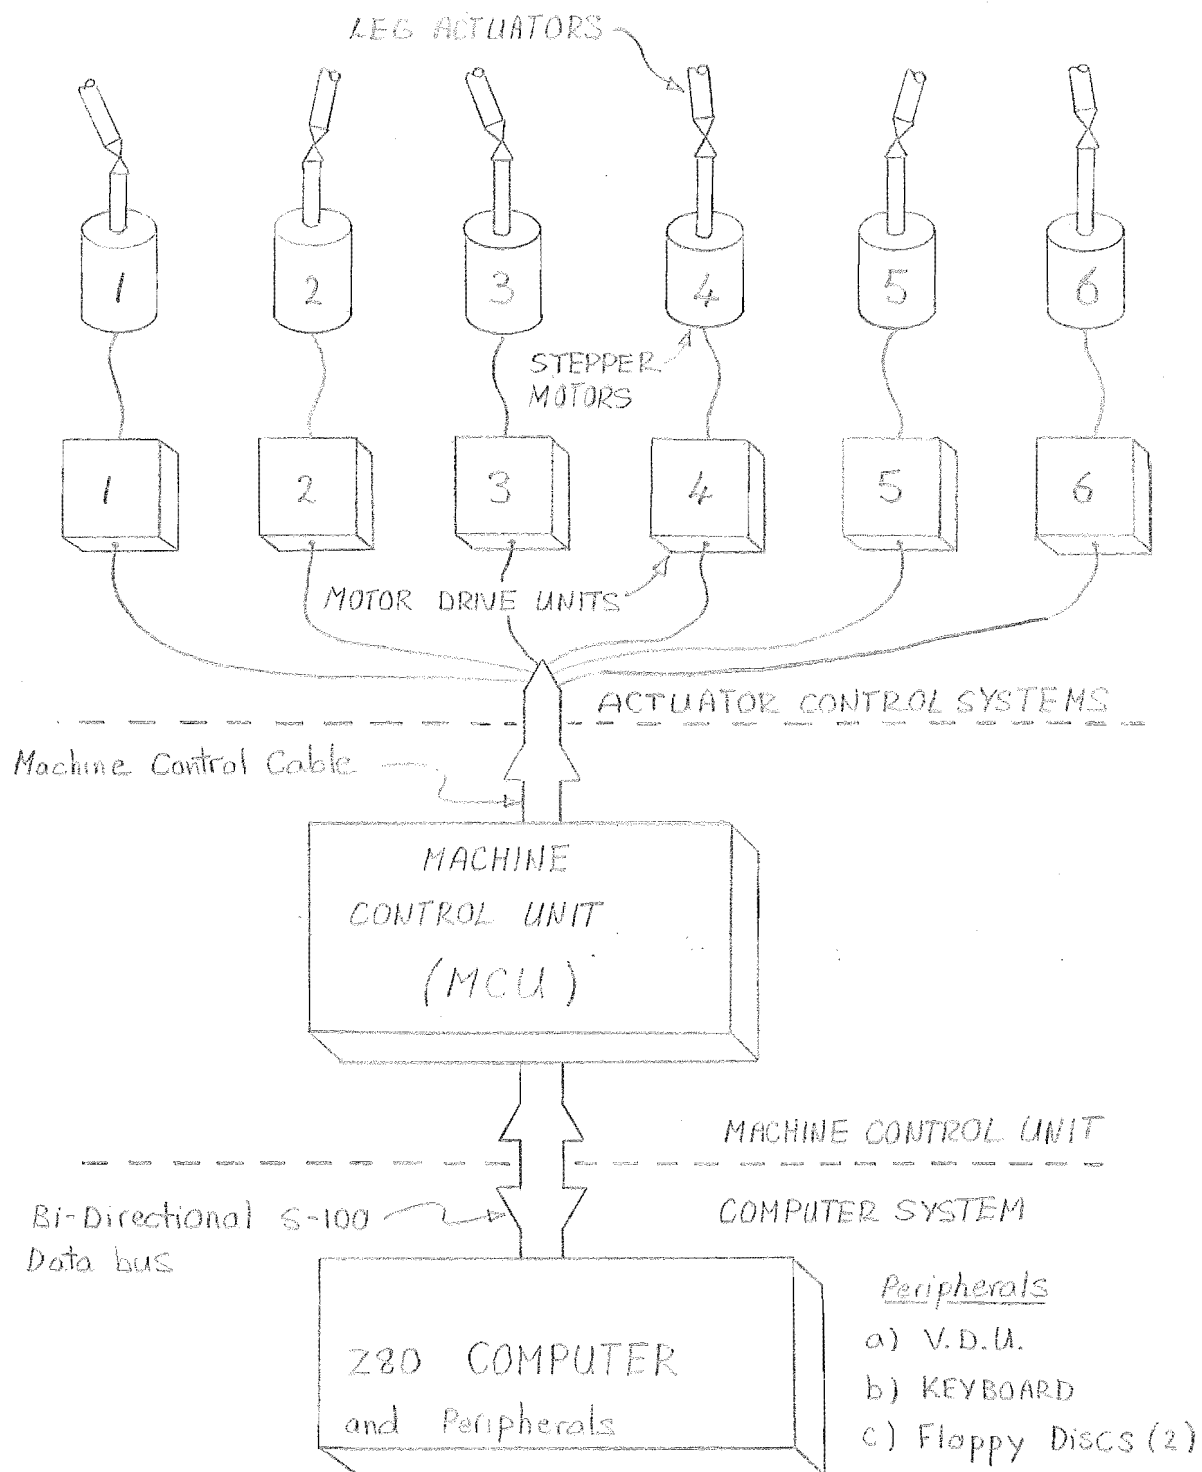 LEG ACTUATORS
1 2 3 4 5 6
STEPPER
MOTORS
1 2 3 4 5 6
MOTOR DRIVE UNITS
ACTUATOR CONTROL SYSTEMS
Machine Control Cable
MACHINE
CONTROL UNIT
(MCU)
MACHINE CONTROL UNIT
Bi-Directional S-100
Data bus
COMPUTER SYSTEM
Z80 COMPUTER
and Peripherals
Peripherals
a) V.D.U.
b) KEYBOARD
c) Floppy Discs (2)